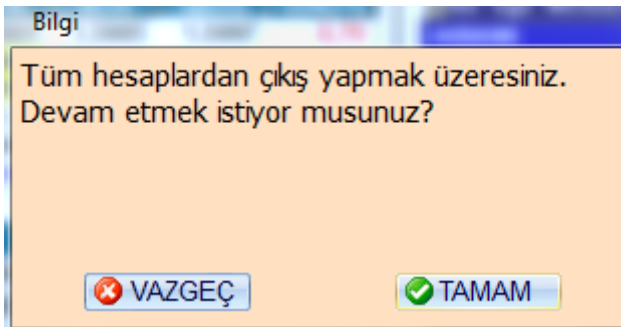 Bilgi
Tüm hesaplardan çıkış yapmak üzeresiniz.
Devam etmek istiyor musunuz?
VAZGEÇ TAMAM